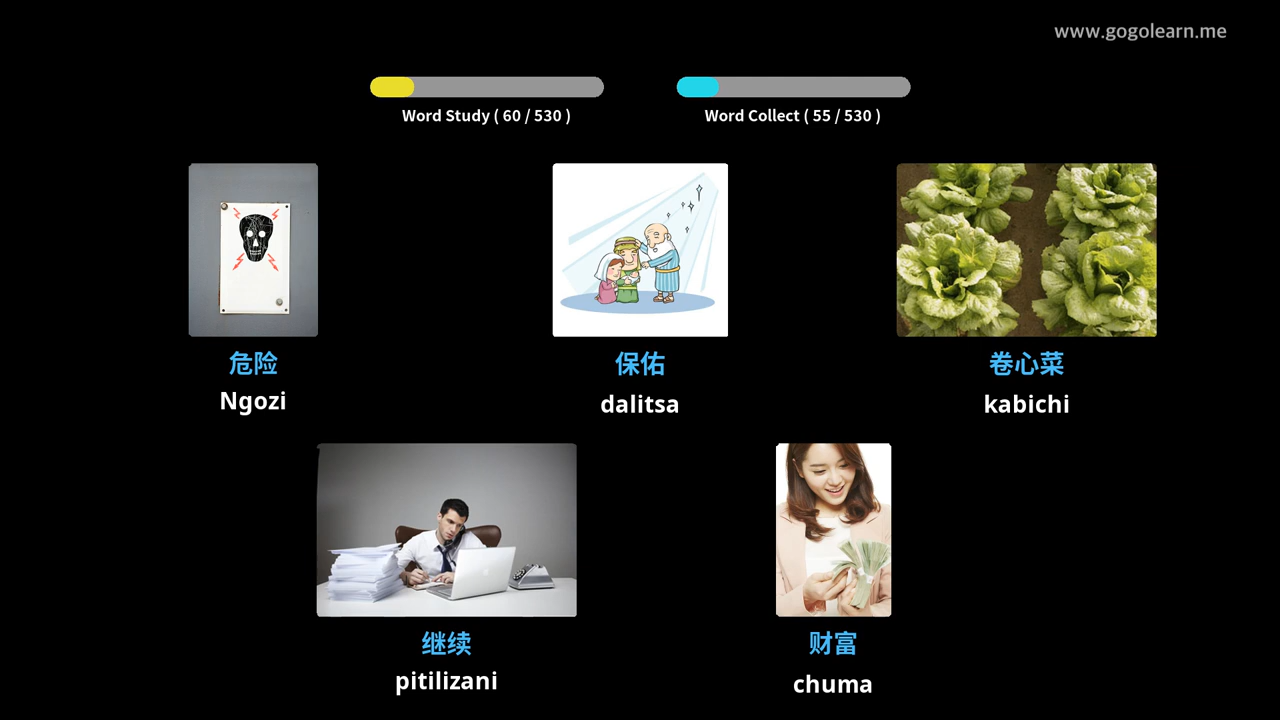 www.gogolearn.me
Word Study ( 60 / 530 )
Word Collect ( 55 / 530 )
危险
Ngozi
保佑
dalitsa
卷心菜
kabichi
继续
pitilizani
财富
chuma